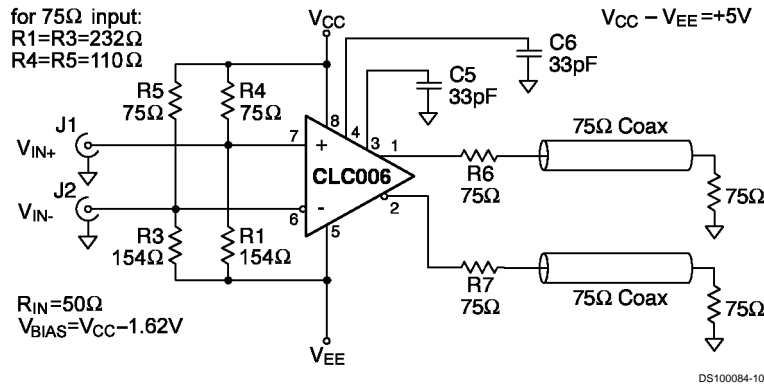 for 75Ω input:
R1=R3=232Ω
R4=R5=110Ω
VCC
VCC – VEE=+5V
C6
33pF
C5
33pF
R5
75Ω
R4
75Ω
J1
VIN+
J2
VIN-
7
8
4
3
1
+
CLC006
-
6
5
2
R3
154Ω
R1
154Ω
R6
75Ω
75Ω Coax
75Ω
R7
75Ω
75Ω Coax
75Ω
RIN=50Ω
VBIAS=VCC–1.62V
VEE
DS100084-10